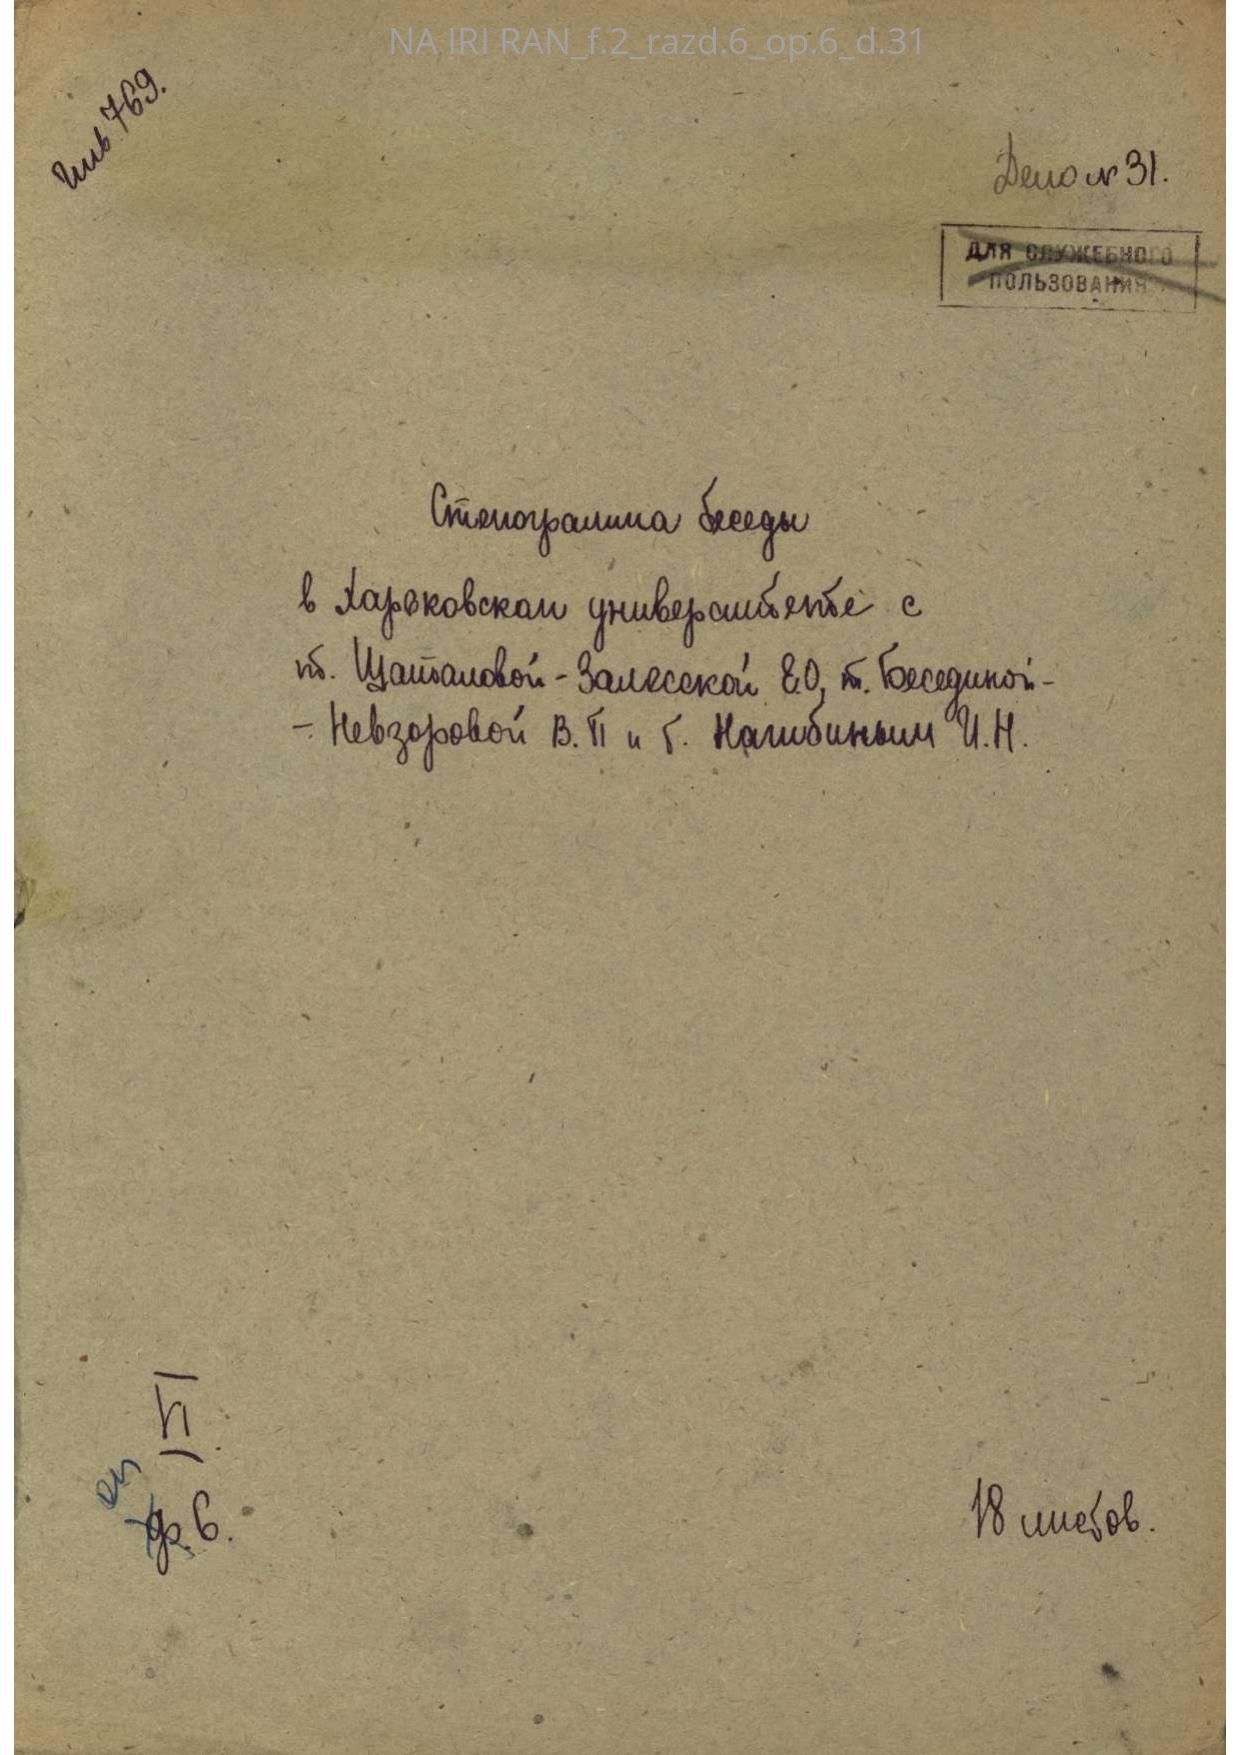 NA IRI RAN_f.2_razd.6_op.6_d.31
Инв 769.
Дело № 31.
ДЛЯ СЛУЖЕБНОГО
ПОЛЬЗОВАНИЯ
Стенограмма беседы
в Харьковском университете с
т. Шаталовой-Залесской Е.О, т. Бесединой-
- Невзоровой В.П и т. Нагибиным И.Н.
VI
оп
ф 6.
18 листов.